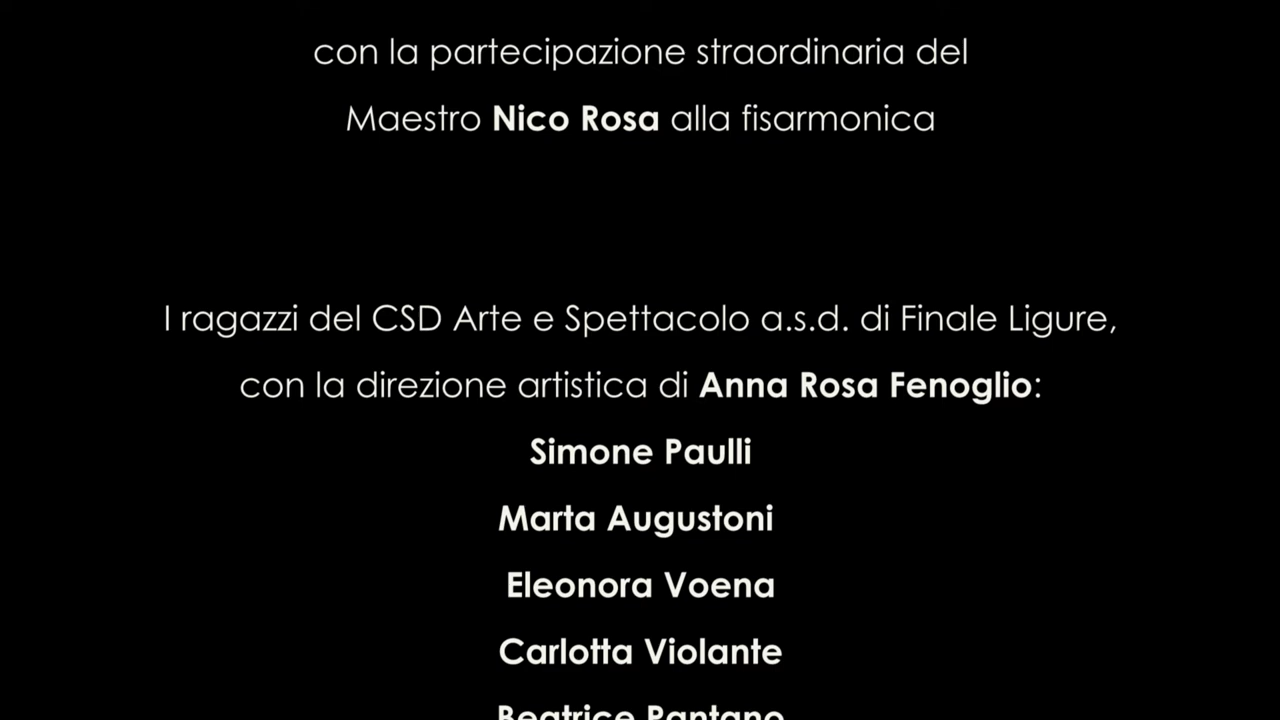 con la partecipazione straordinaria del
Maestro Nico Rosa alla fisarmonica
I ragazzi del CSD Arte e Spettacolo a.s.d. di Finale Ligure,
con la direzione artistica di Anna Rosa Fenoglio:
Simone Paulli
Marta Augustoni
Eleonora Voena
Carlotta Violante
Beatrice Pantano